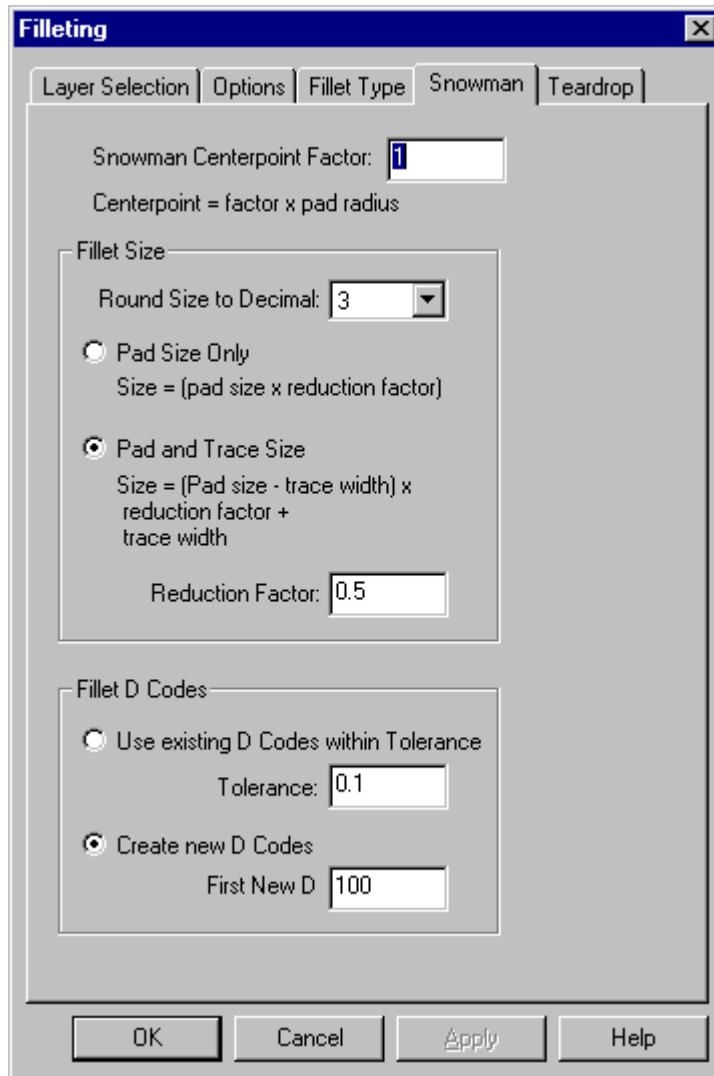 Filleting
Layer Selection Options Fillet Type Snowman Teardrop
Snowman Centerpoint Factor: 1
Centerpoint = factor x pad radius
Fillet Size
Round Size to Decimal: 3
Pad Size Only
Size = (pad size x reduction factor)
Pad and Trace Size
Size = (Pad size - trace width) x
reduction factor +
trace width
Reduction Factor: 0.5
Fillet D Codes
Use existing D Codes within Tolerance
Tolerance: 0.1
Create new D Codes
First New D 100
OK Cancel Apply Help